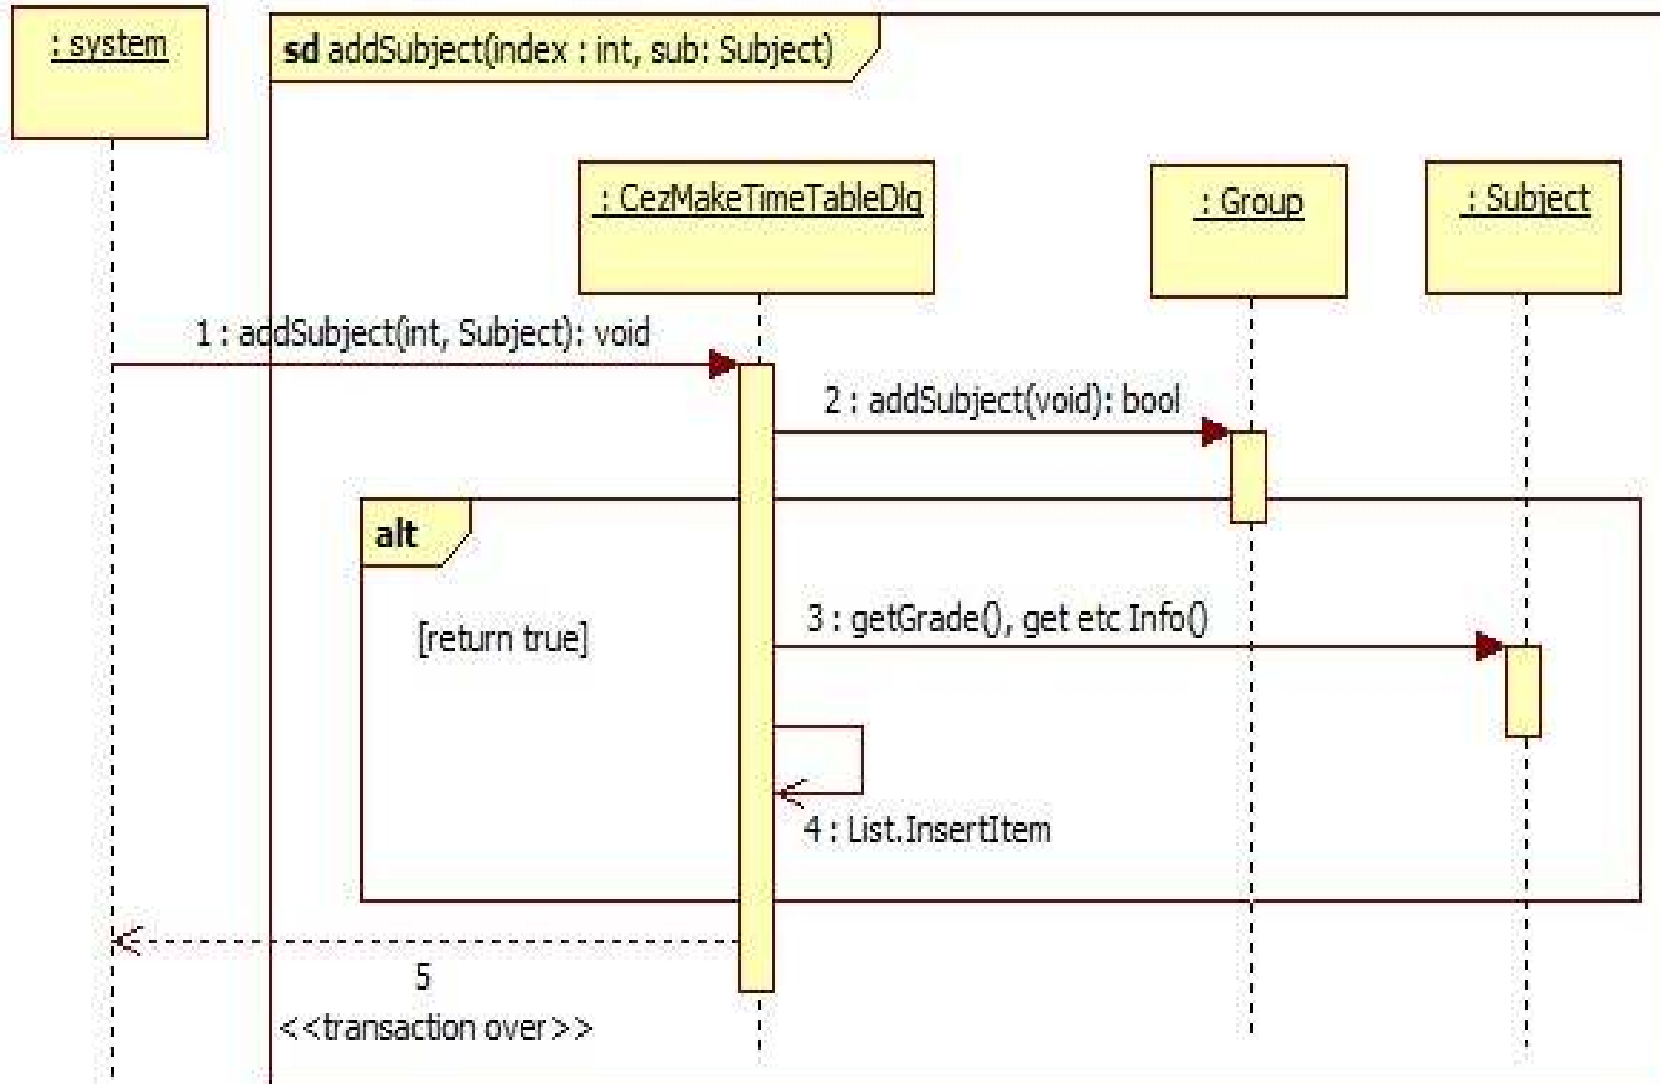 : system
sd addSubject(index : int, sub: Subject)
: CezMakeTimeTableDlg
: Group
: Subject
1 : addSubject(int, Subject): void
2 : addSubject(void): bool
alt
3 : getGrade(), get etc Info()
[return true]
4 : List.InsertItem
5
<<transaction over>>